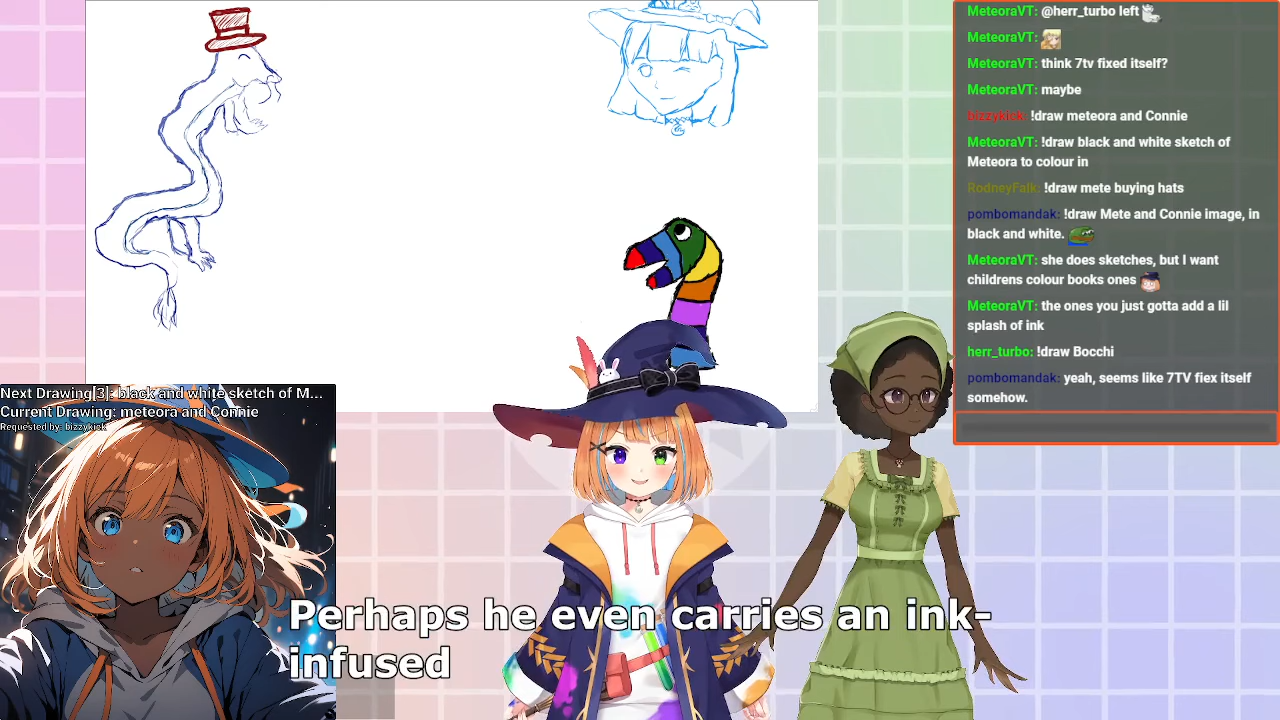 MeteoraVT: @herr_turbo left
MeteoraVT:
MeteoraVT: think 7tv fixed itself?
MeteoraVT: maybe
bizzykick: !draw meteora and Connie
MeteoraVT: !draw black and white sketch of
Meteora to colour in
RodneyFalk: !draw mete buying hats
pombomandak: !draw Mete and Connie image, in
black and white.
MeteoraVT: she does sketches, but I want
childrens colour books ones
MeteoraVT: the ones you just gotta add a lil
splash of ink
herr_turbo: !draw Bocchi
pombomandak: yeah, seems like 7TV fiex itself
somehow.
Next Drawing[3]: black and white sketch of M...
Current Drawing: meteora and Connie
Requested by: bizzykick
Perhaps he even carries an ink-
infused